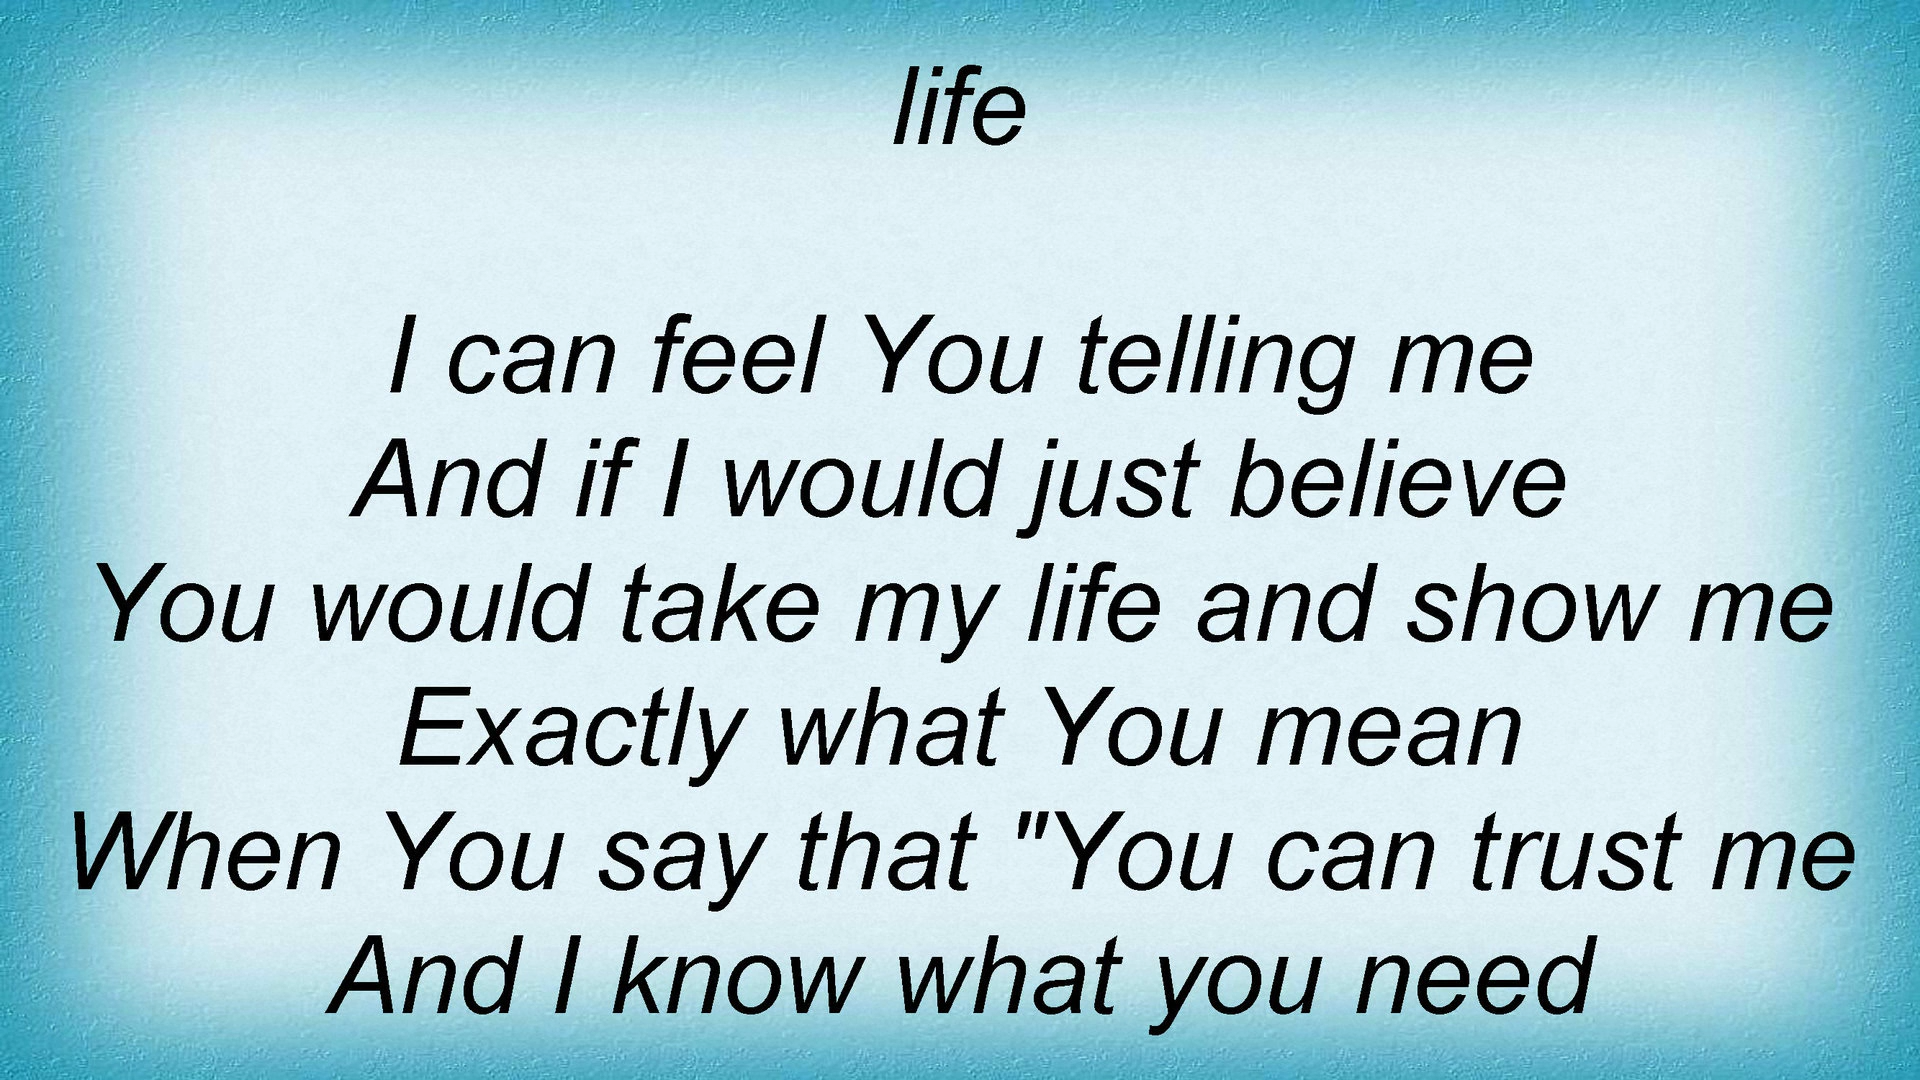 life
I can feel You telling me
And if I would just believe
You would take my life and show me
Exactly what You mean
When You say that "You can trust me
And I know what you need